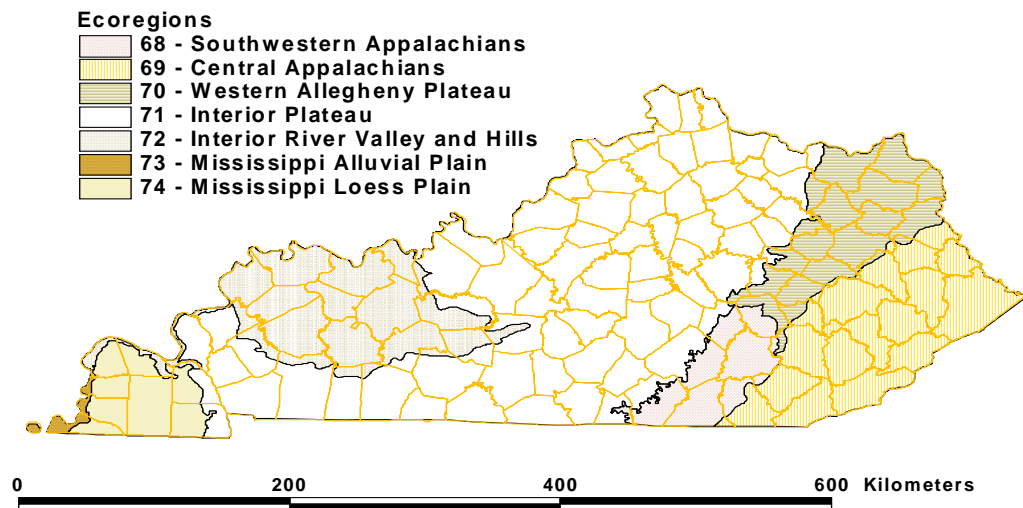 Ecoregions
68 - Southwestern Appalachians
69 - Central Appalachians
70 - Western Allegheny Plateau
71 - Interior Plateau
72 - Interior River Valley and Hills
73 - Mississippi Alluvial Plain
74 - Mississippi Loess Plain
0 200 400 600 Kilometers